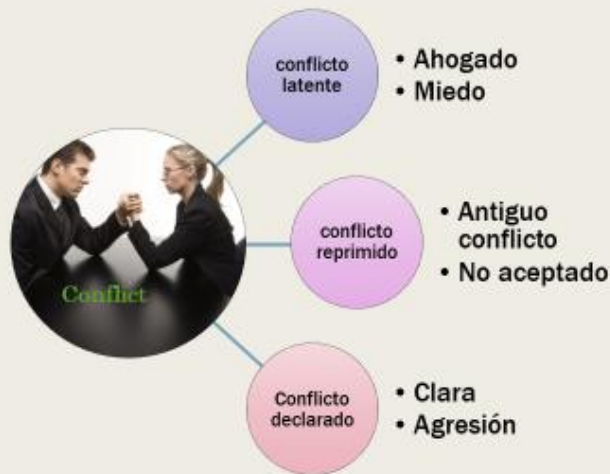 conflicto
latente
• Ahogado
• Miedo
Conflict
conflicto
reprimido
• Antiguo
conflicto
• No aceptado
Conflicto
declarado
• Clara
• Agresión